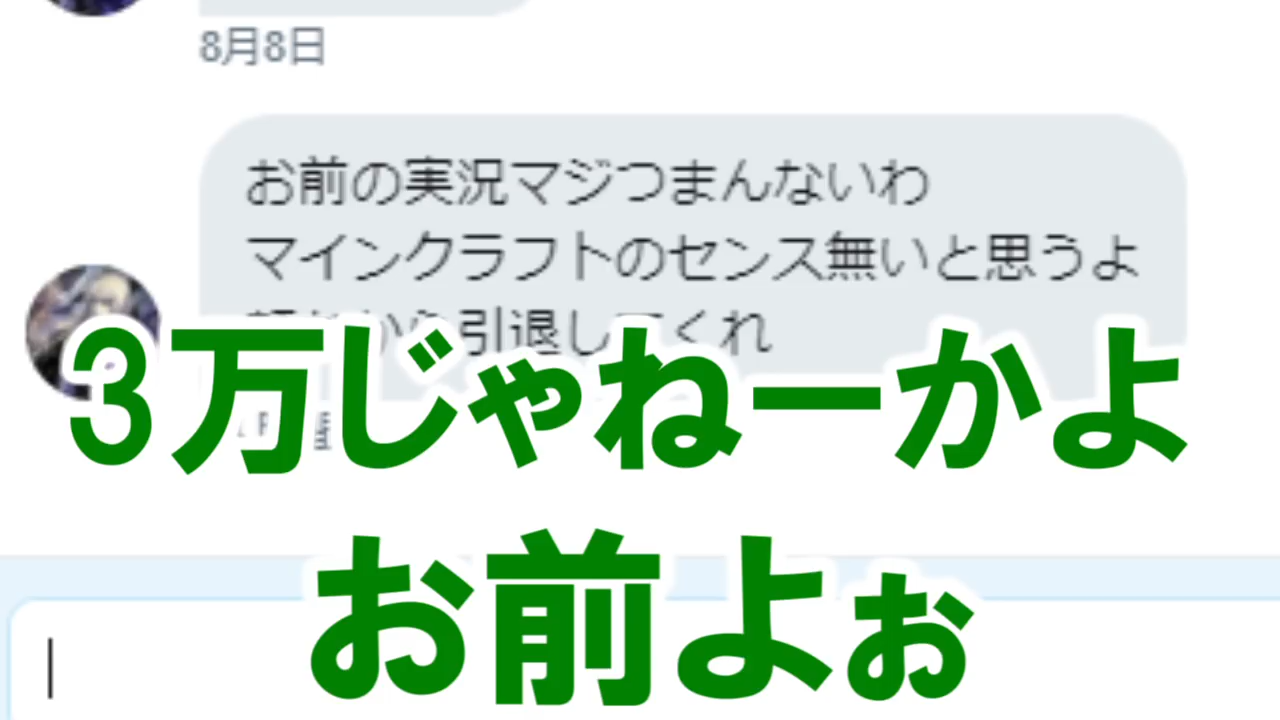 8月8日
お前の実況マジつまんないわ
マインクラフトのセンス無いと思うよ
から引退してくれ
3万じゃねーかよ
お前よぉ